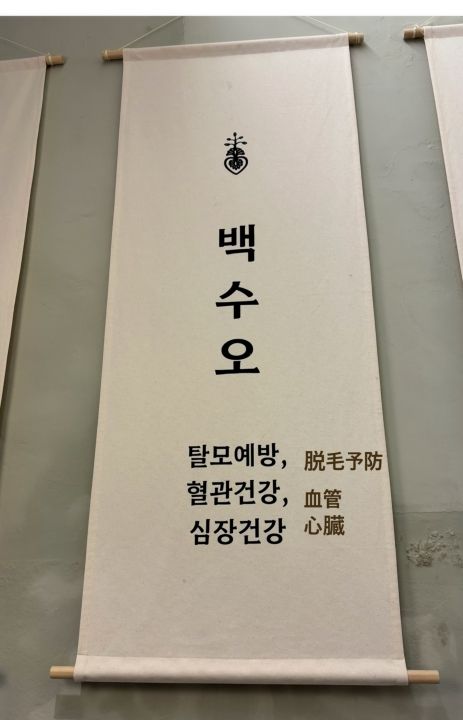 백
수
오
탈모예방, 脱毛予防
혈관건강, 血管
심장건강 心臓